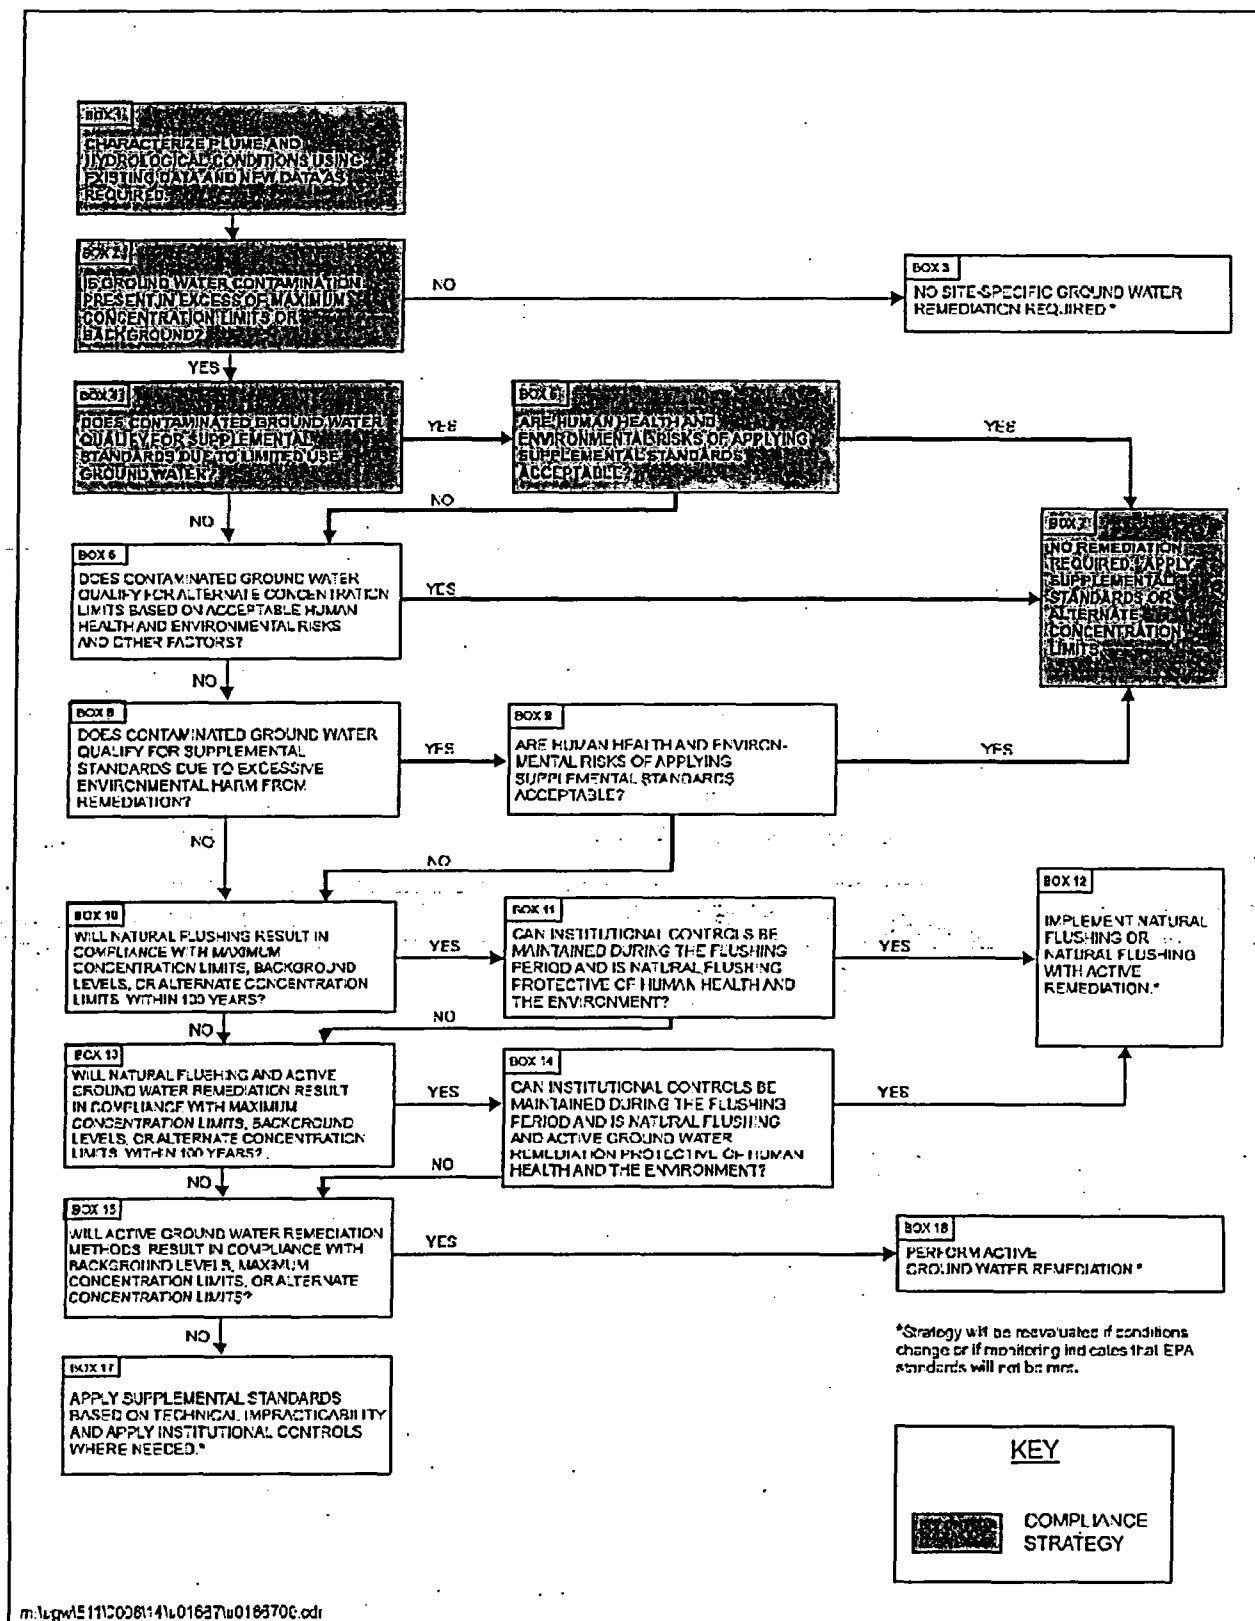 BOX 1
CHARACTERIZE PLUME AND
HYDROLOGICAL CONDITIONS USING
EXISTING DATA AND NEW DATA AS
REQUIRED
BOX 2
IS GROUND WATER CONTAMINATION
PRESENT IN EXCESS OF MAXIMUM
CONCENTRATION LIMITS OR
BACKGROUND?
NO
BOX 3
NO SITE-SPECIFIC GROUND WATER
REMEDIATION REQUIRED*
YES
BOX 4
DOES CONTAMINATED GROUND WATER
QUALIFY FOR SUPPLEMENTAL
STANDARDS DUE TO LIMITED USE
GROUND WATER?
YES
BOX 5
ARE HUMAN HEALTH AND
ENVIRONMENTAL RISKS OF APPLYING
SUPPLEMENTAL STANDARDS
ACCEPTABLE?
YES
NO
NO
BOX 7
NO REMEDIATION
REQUIRED. APPLY
SUPPLEMENTAL
STANDARDS OR
ALTERNATE
CONCENTRATION
LIMITS
BOX 6
DOES CONTAMINATED GROUND WATER
QUALIFY FOR ALTERNATE CONCENTRATION
LIMITS BASED ON ACCEPTABLE HUMAN
HEALTH AND ENVIRONMENTAL RISKS
AND OTHER FACTORS?
YES
NO
BOX 8
DOES CONTAMINATED GROUND WATER
QUALIFY FOR SUPPLEMENTAL
STANDARDS DUE TO EXCESSIVE
ENVIRONMENTAL HARM FROM
REMEDIATION?
YES
BOX 9
ARE HUMAN HEALTH AND ENVIRON-
MENTAL RISKS OF APPLYING
SUPPLEMENTAL STANDARDS
ACCEPTABLE?
YES
NO
NO
BOX 10
WILL NATURAL FLUSHING RESULT IN
COMPLIANCE WITH MAXIMUM
CONCENTRATION LIMITS, BACKGROUND
LEVELS, OR ALTERNATE CONCENTRATION
LIMITS WITHIN 100 YEARS?
YES
BOX 11
CAN INSTITUTIONAL CONTROLS BE
MAINTAINED DURING THE FLUSHING
PERIOD AND IS NATURAL FLUSHING
PROTECTIVE OF HUMAN HEALTH AND
THE ENVIRONMENT?
YES
BOX 12
IMPLEMENT NATURAL
FLUSHING OR
NATURAL FLUSHING
WITH ACTIVE
REMEDIATION.*
NO
NO
BOX 13
WILL NATURAL FLUSHING AND ACTIVE
GROUND WATER REMEDIATION RESULT
IN COMPLIANCE WITH MAXIMUM
CONCENTRATION LIMITS, BACKGROUND
LEVELS, OR ALTERNATE CONCENTRATION
LIMITS WITHIN 100 YEARS?
YES
BOX 14
CAN INSTITUTIONAL CONTROLS BE
MAINTAINED DURING THE FLUSHING
PERIOD AND IS NATURAL FLUSHING
AND ACTIVE GROUND WATER
REMEDIATION PROTECTIVE OF HUMAN
HEALTH AND THE ENVIRONMENT?
YES
NO
NO
BOX 15
WILL ACTIVE GROUND WATER REMEDIATION
METHODS RESULT IN COMPLIANCE WITH
BACKGROUND LEVELS, MAXIMUM
CONCENTRATION LIMITS, OR ALTERNATE
CONCENTRATION LIMITS?
YES
BOX 16
PERFORM ACTIVE
GROUND WATER REMEDIATION*
NO
*Strategy will be reevaluated if conditions
change or if monitoring indicates that EPA
standards will not be met.
BOX 17
APPLY SUPPLEMENTAL STANDARDS
BASED ON TECHNICAL IMPRACTICABILITY
AND APPLY INSTITUTIONAL CONTROLS
WHERE NEEDED.*
KEY
COMPLIANCE
STRATEGY